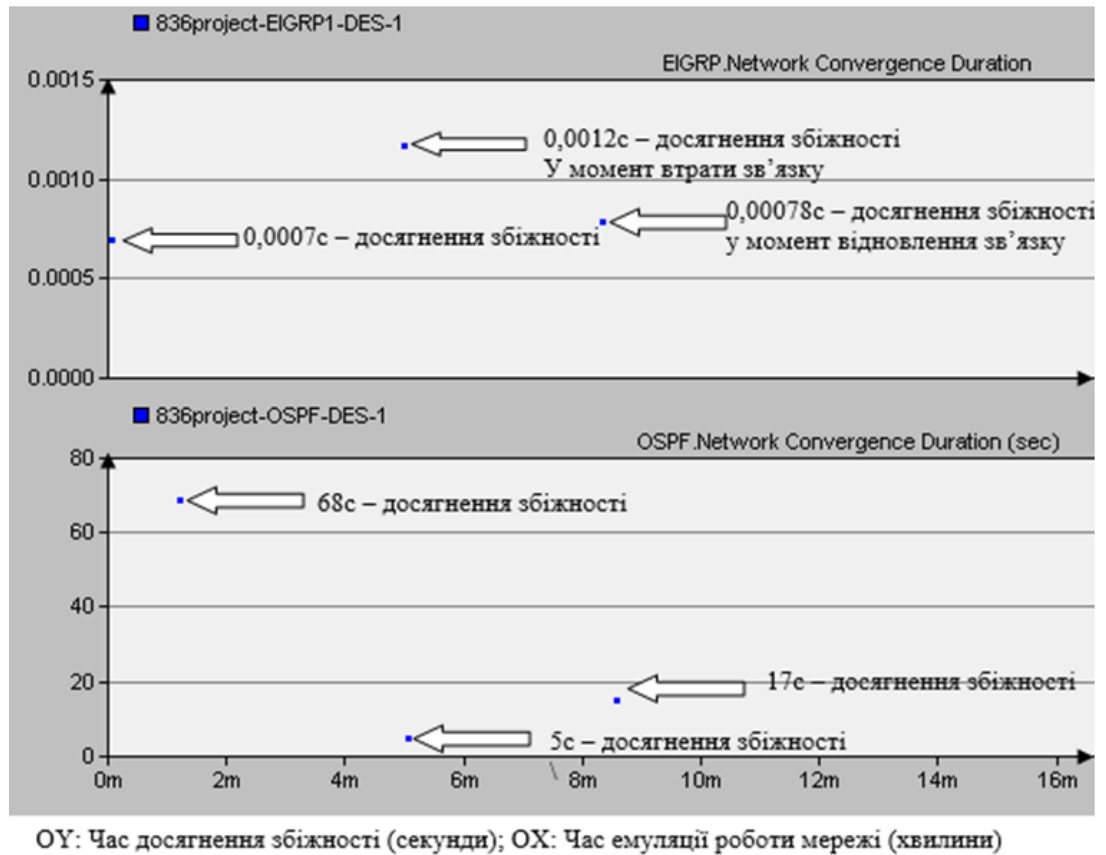 836project-EIGRP1-DES-1
EIGRP.Network Convergence Duration
0.0015
0,0012с – досягнення збіжності
У момент втрати зв’язку
0.0010
0,00078с – досягнення збіжності
у момент відновлення зв’язку
0,0007с – досягнення збіжності
0.0005
0.0000
836project-OSPF-DES-1
OSPF.Network Convergence Duration (sec)
80
68с – досягнення збіжності
60
40
20
17с – досягнення збіжності
5с – досягнення збіжності
0
0m 2m 4m 6m 8m 10m 12m 14m 16m
OY: Час досягнення збіжності (секунди); OX: Час емуляції роботи мережі (хвилини)